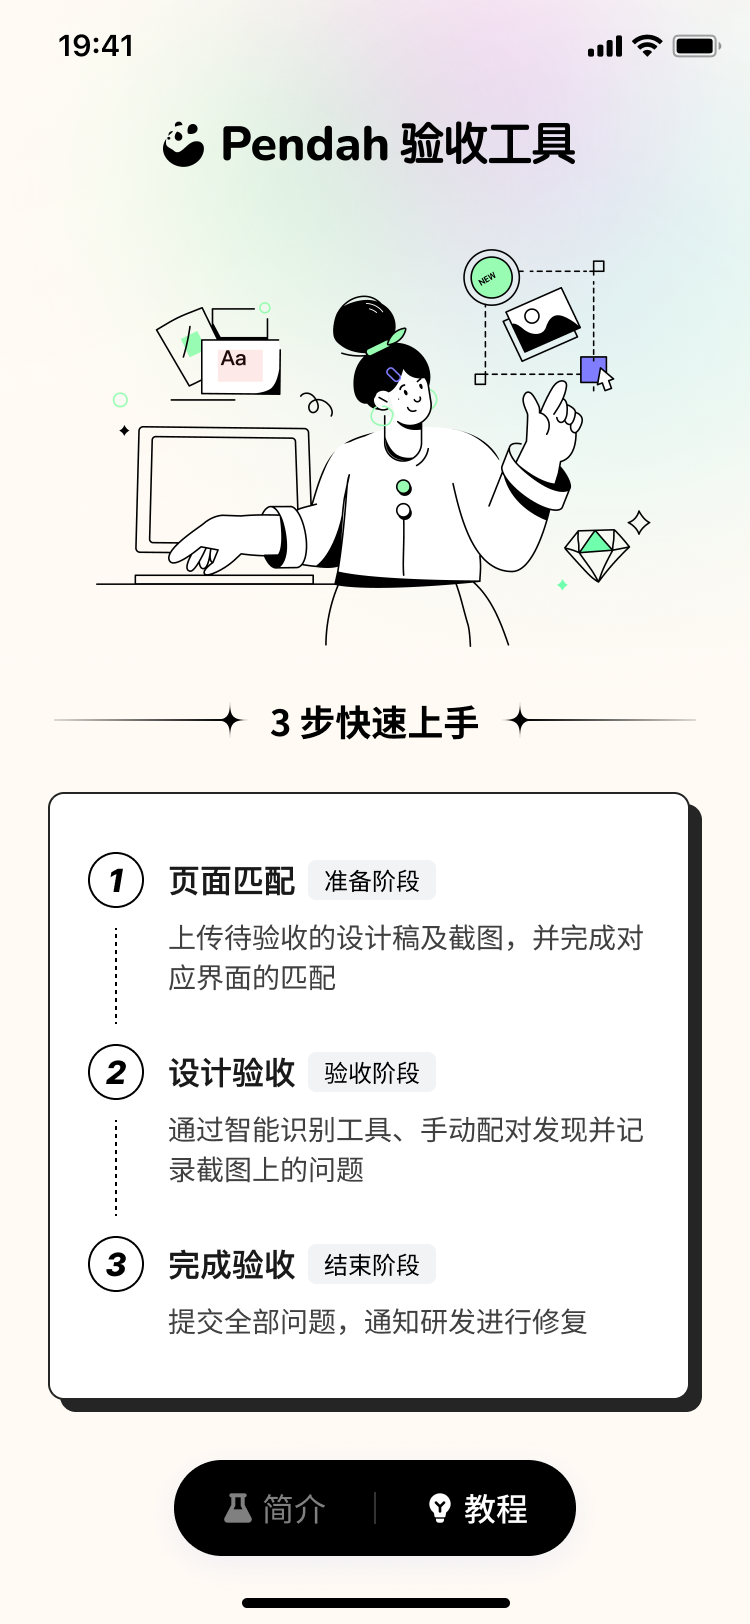 19:41
Pendah 验收工具
NEW
Aa
3 步快速上手
1 页面匹配 准备阶段
上传待验收的设计稿及截图，并完成对
应界面的匹配
2 设计验收 验收阶段
通过智能识别工具、手动配对发现并记
录截图上的问题
3 完成验收 结束阶段
提交全部问题，通知研发进行修复
简介 教程